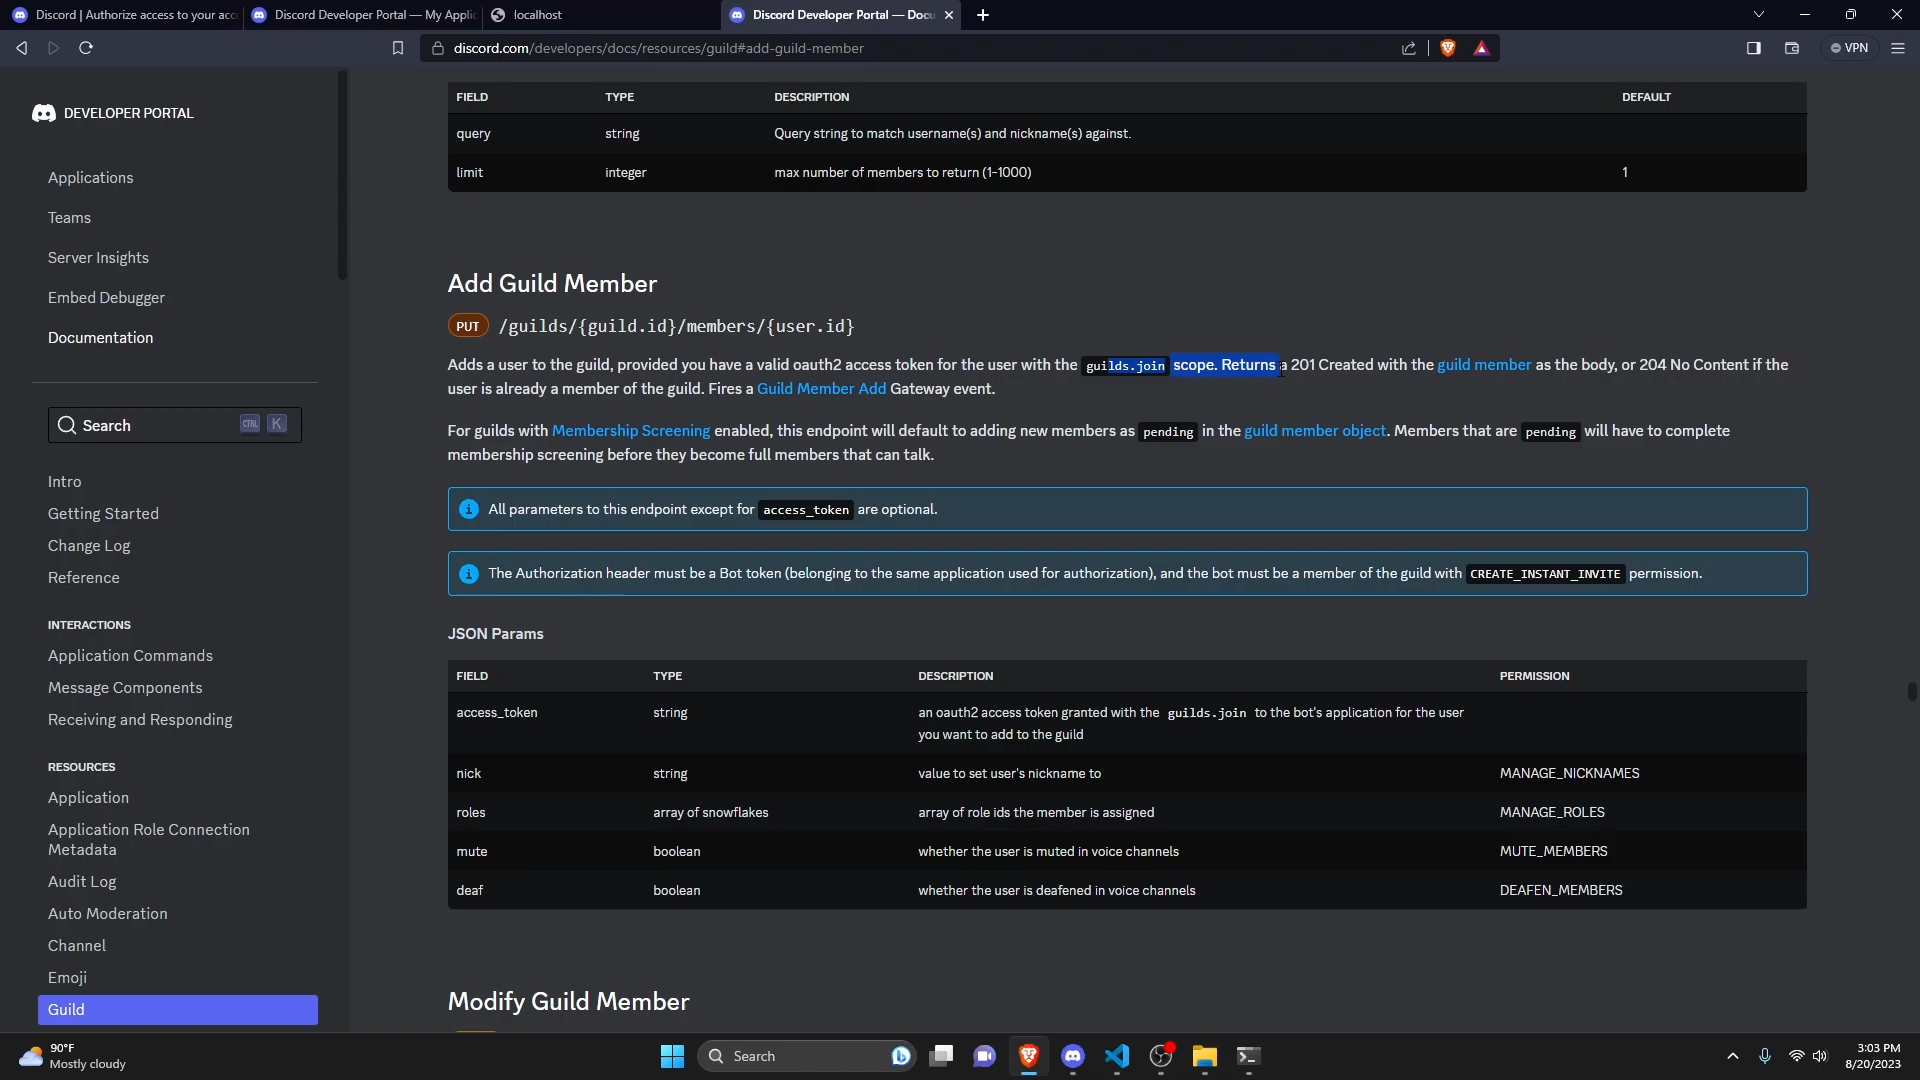 Discord | Authorize access to your acc
Discord Developer Portal — My Applic
localhost
Discord Developer Portal — Docu
discord.com/developers/docs/resources/guild#add-guild-member
VPN
DEVELOPER PORTAL
Applications
Teams
Server Insights
Embed Debugger
Documentation
Search
CTRL K
Intro
Getting Started
Change Log
Reference
INTERACTIONS
Application Commands
Message Components
Receiving and Responding
RESOURCES
Application
Application Role Connection
Metadata
Audit Log
Auto Moderation
Channel
Emoji
Guild
FIELD TYPE DESCRIPTION DEFAULT
query string Query string to match username(s) and nickname(s) against.
limit integer max number of members to return (1-1000) 1
Add Guild Member
PUT /guilds/{guild.id}/members/{user.id}
Adds a user to the guild, provided you have a valid oauth2 access token for the user with the guilds.join scope. Returns a 201 Created with the guild member as the body, or 204 No Content if the
user is already a member of the guild. Fires a Guild Member Add Gateway event.
For guilds with Membership Screening enabled, this endpoint will default to adding new members as pending in the guild member object. Members that are pending will have to complete
membership screening before they become full members that can talk.
All parameters to this endpoint except for access_token are optional.
The Authorization header must be a Bot token (belonging to the same application used for authorization), and the bot must be a member of the guild with CREATE_INSTANT_INVITE permission.
JSON Params
FIELD TYPE DESCRIPTION PERMISSION
access_token string an oauth2 access token granted with the guilds.join to the bot's application for the user
you want to add to the guild
nick string value to set user's nickname to MANAGE_NICKNAMES
roles array of snowflakes array of role ids the member is assigned MANAGE_ROLES
mute boolean whether the user is muted in voice channels MUTE_MEMBERS
deaf boolean whether the user is deafened in voice channels DEAFEN_MEMBERS
Modify Guild Member
90°F
Mostly cloudy
Search
3:03 PM
8/20/2023